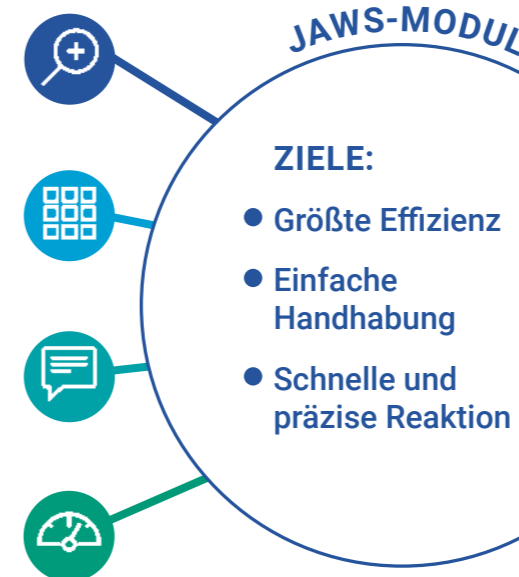 JAWS-MODUL
ZIELE:
● Größte Effizienz
● Einfache
Handhabung
● Schnelle und
präzise Reaktion